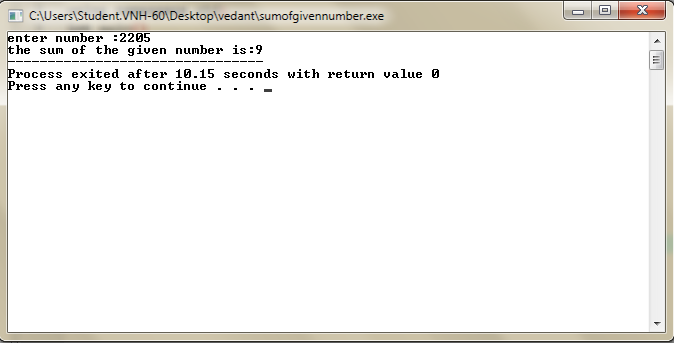 C:\Users\Student.VNH-60\Desktop\vedant\sumofgivennumber.exe
enter number :2205
the sum of the given number is:9
--------------------------------
Process exited after 10.15 seconds with return value 0
Press any key to continue . . . _